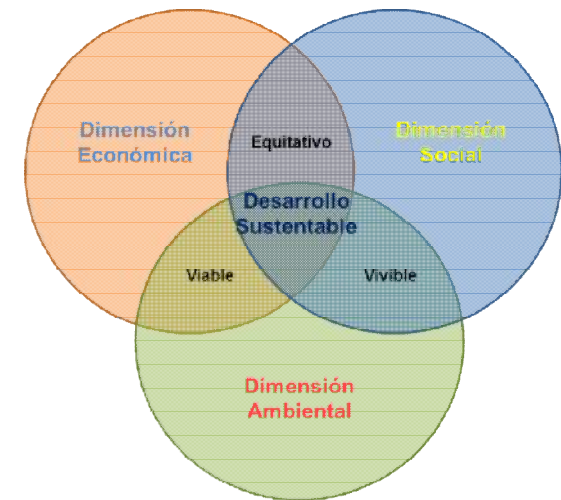 Dimensión
Económica
Equitativo
Dimensión
Social
Desarrollo
Sustentable
Viable
Vivible
Dimensión
Ambiental